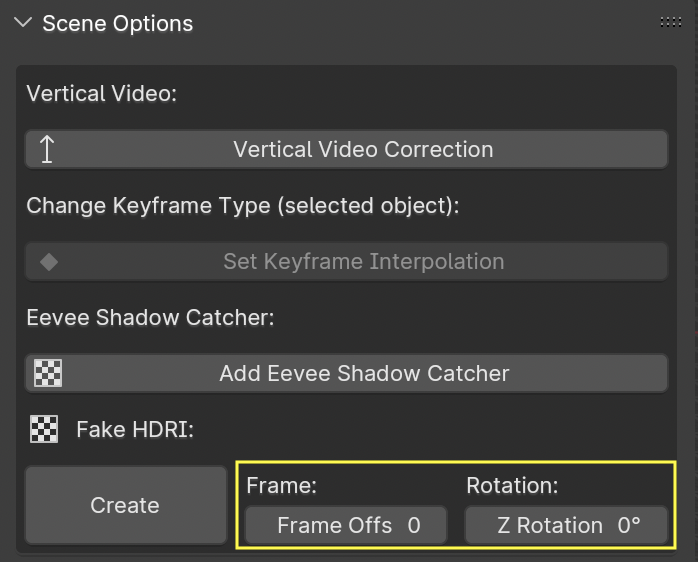 Scene Options
Vertical Video:
Vertical Video Correction
Change Keyframe Type (selected object):
Set Keyframe Interpolation
Eevee Shadow Catcher:
Add Eevee Shadow Catcher
Fake HDRI:
Create
Frame: Rotation:
Frame Offs 0 Z Rotation 0°